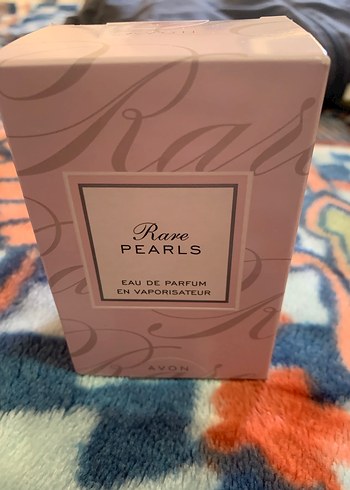 Rare
PEARLS
EAU DE PARFUM
EN VAPORISATEUR
AVON